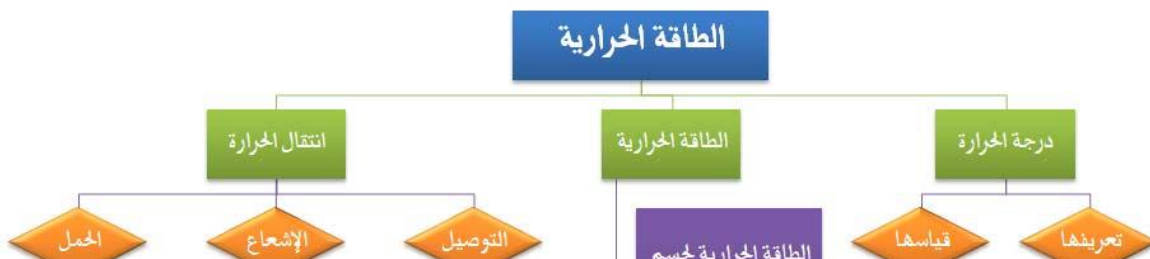 الطاقة الحرارية
درجة الحرارة
الطاقة الحرارية
انتقال الحرارة
تعريفها
قياسها
التوصيل
الإشعاع
الحمل
الطاقة الحرارية لجسم